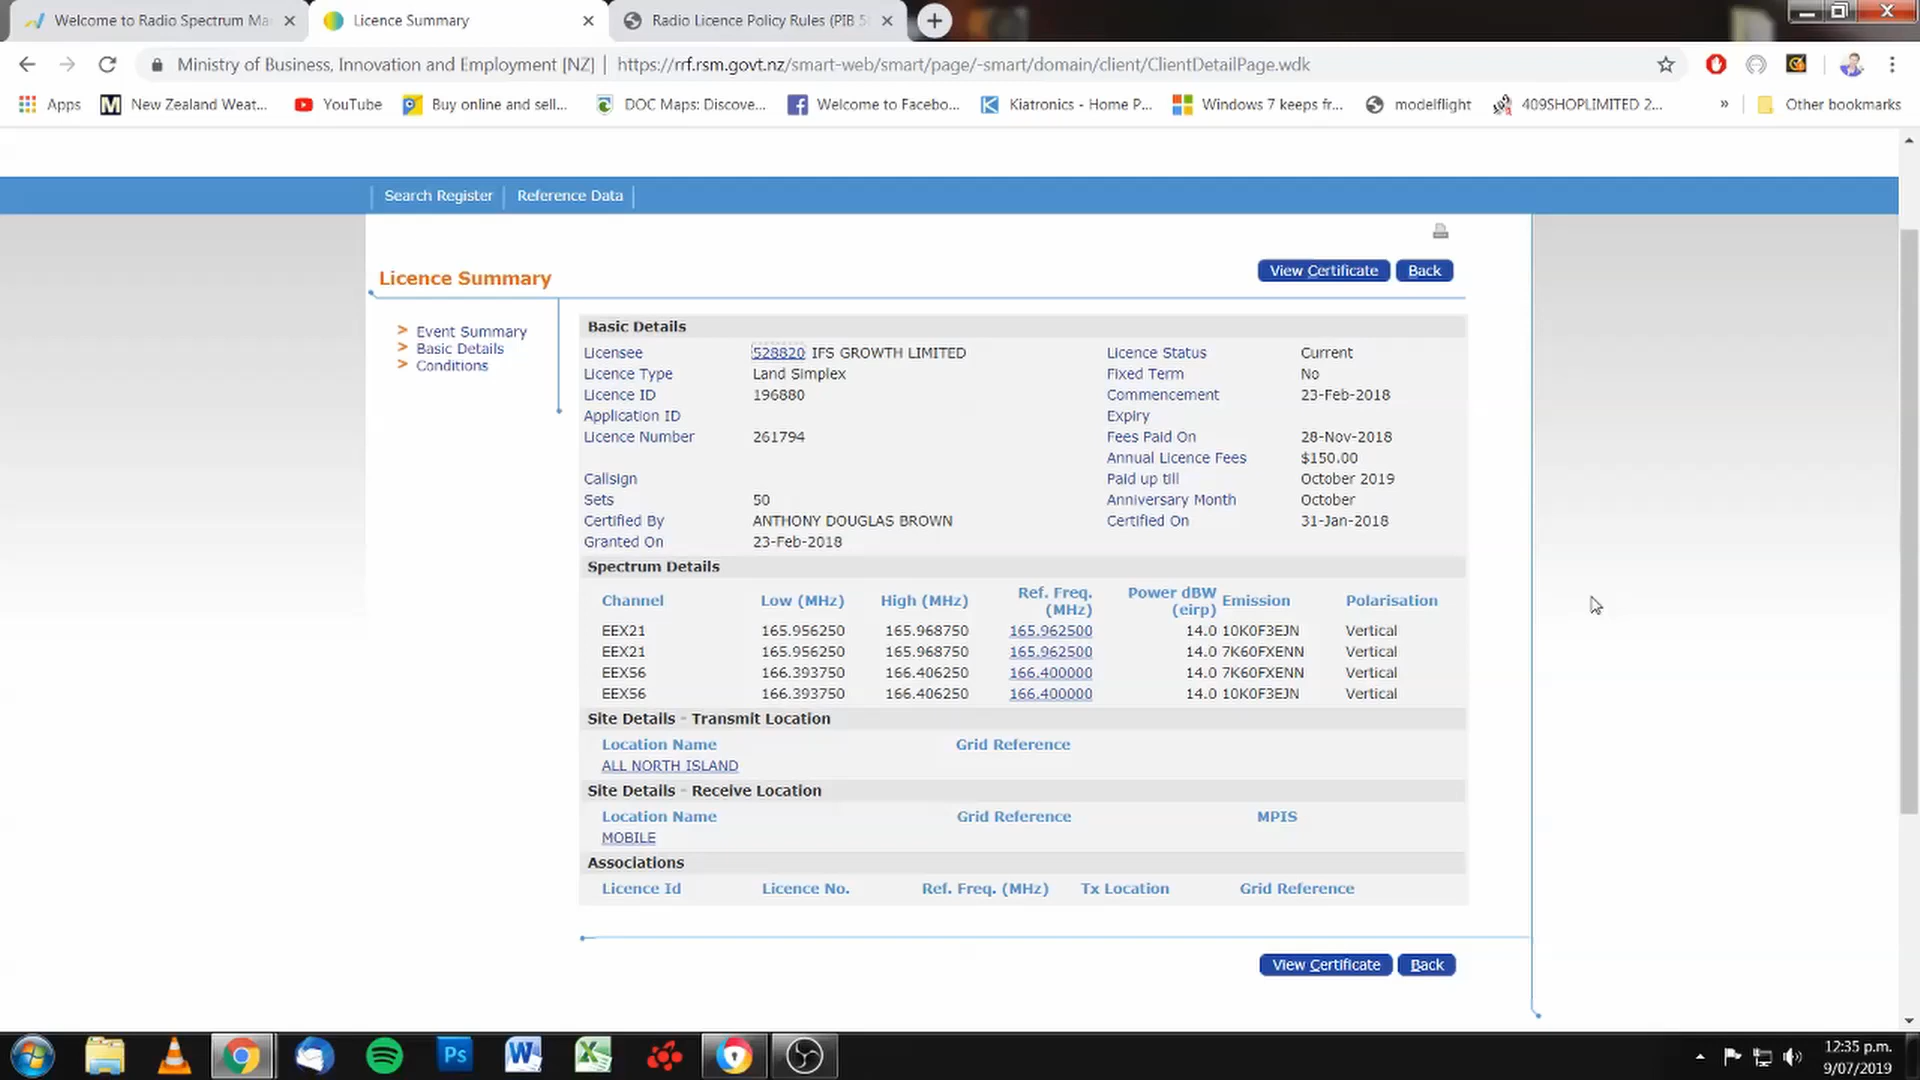 Welcome to Radio Spectrum Ma
Licence Summary
Radio Licence Policy Rules (PIB 5
Ministry of Business, Innovation and Employment [NZ] | https://rrf.rsm.govt.nz/smart-web/smart/page/-smart/domain/client/ClientDetailPage.wdk
Apps New Zealand Weat... YouTube Buy online and sell... DOC Maps: Discove... Welcome to Facebo... Kiatronics - Home P... Windows 7 keeps fr... modelflight 409SHOPLIMITED 2... » Other bookmarks
Search Register Reference Data
Licence Summary View Certificate Back
Event Summary
Basic Details
Conditions
Basic Details
Licensee 528820 IFS GROWTH LIMITED Licence Status Current
Licence Type Land Simplex Fixed Term No
Licence ID 196880 Commencement 23-Feb-2018
Application ID Expiry
Licence Number 261794 Fees Paid On 28-Nov-2018
Annual Licence Fees $150.00
Callsign Paid up till October 2019
Sets 50 Anniversary Month October
Certified By ANTHONY DOUGLAS BROWN Certified On 31-Jan-2018
Granted On 23-Feb-2018
Spectrum Details
Channel Low (MHz) High (MHz) Ref. Freq. (MHz) Power dBW (eirp) Emission Polarisation
EEX21 165.956250 165.968750 165.962500 14.0 10K0F3EJN Vertical
EEX21 165.956250 165.968750 165.962500 14.0 7K60FXENN Vertical
EEX56 166.393750 166.406250 166.400000 14.0 7K60FXENN Vertical
EEX56 166.393750 166.406250 166.400000 14.0 10K0F3EJN Vertical
Site Details - Transmit Location
Location Name Grid Reference
ALL NORTH ISLAND
Site Details - Receive Location
Location Name Grid Reference MPIS
MOBILE
Associations
Licence Id Licence No. Ref. Freq. (MHz) Tx Location Grid Reference
View Certificate Back
Ps
W
X
12:35 p.m.
9/07/2019